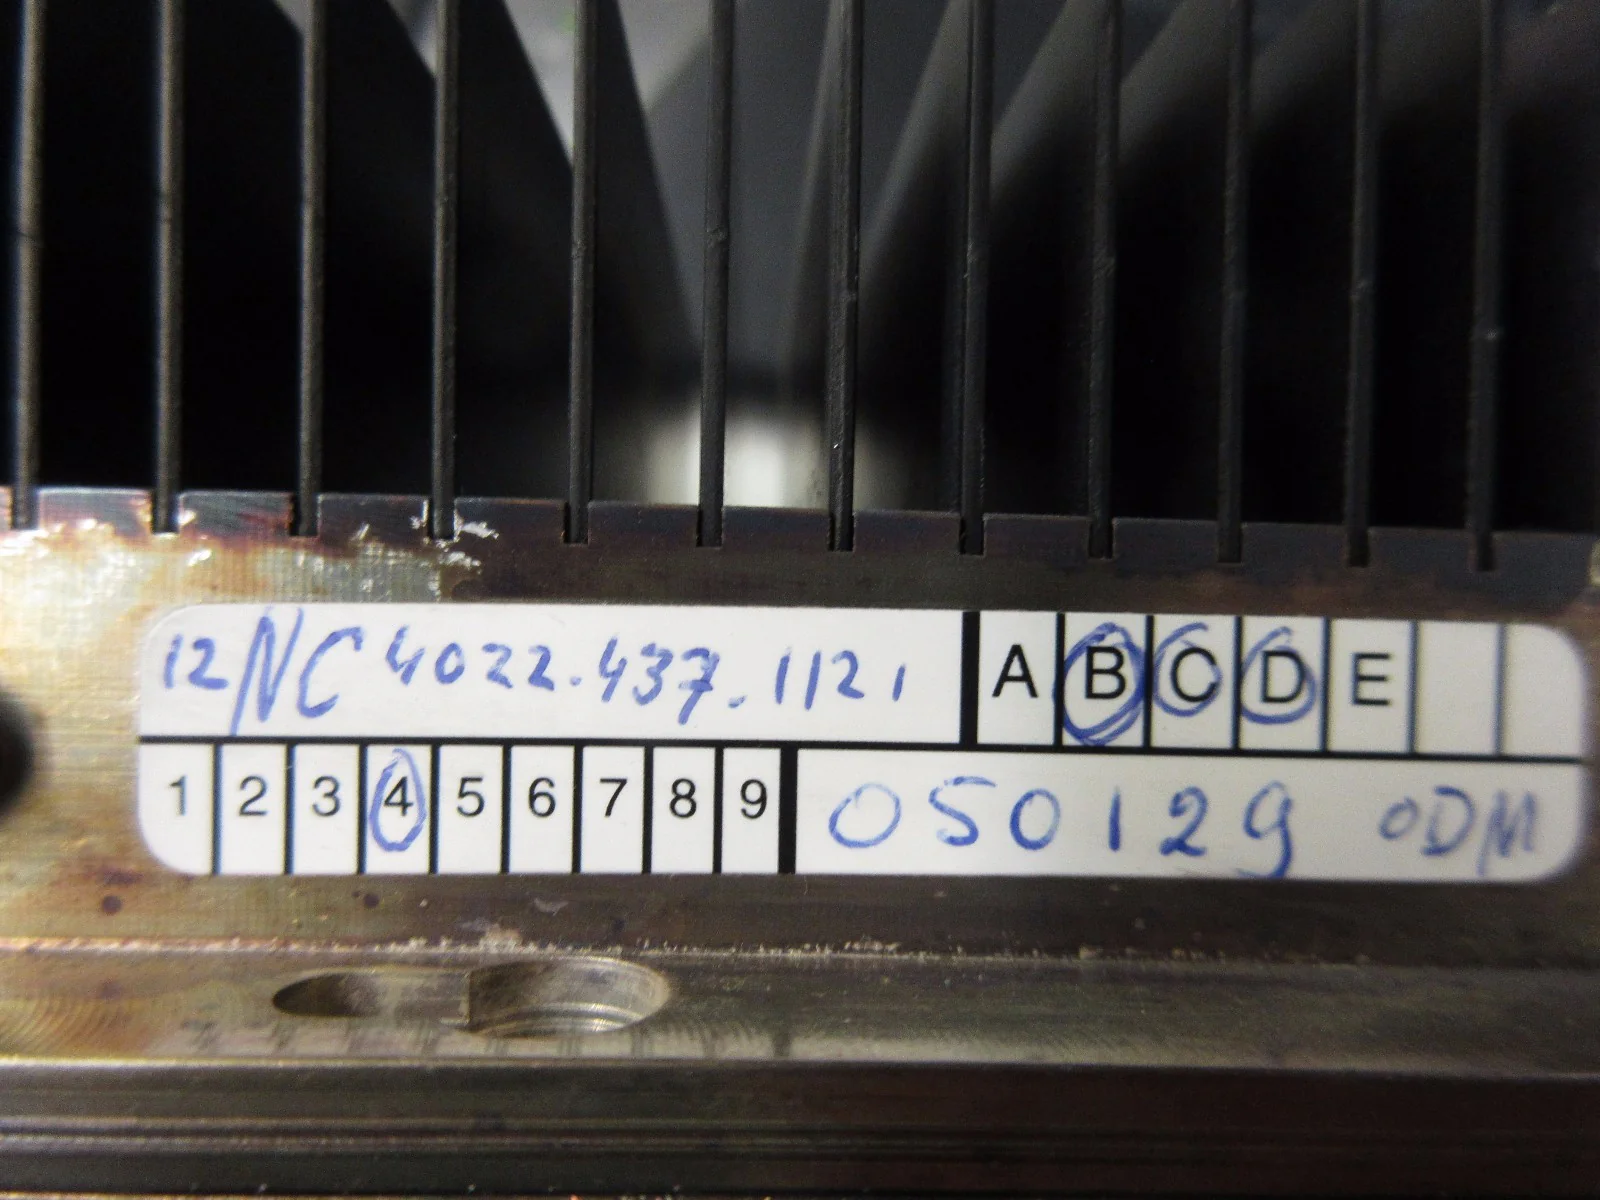 12NC 4022.437.1121 A B C D E
1 2 3 4 5 6 7 8 9 050129 ODM